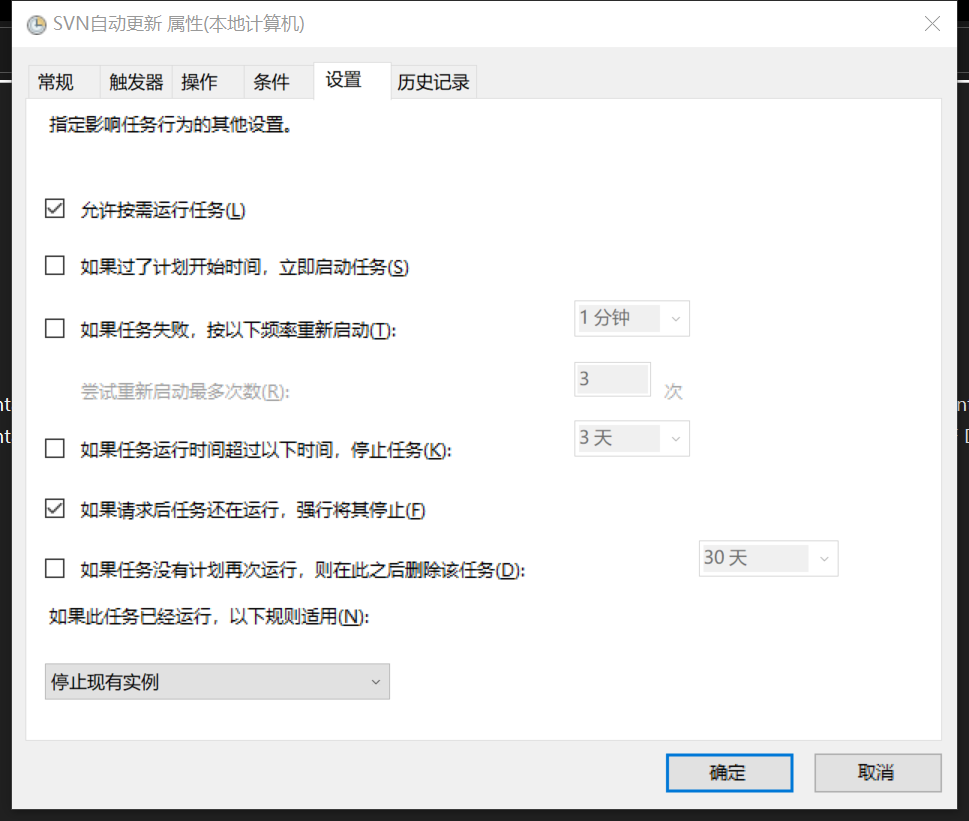 SVN自动更新 属性(本地计算机)
常规 触发器 操作 条件 设置 历史记录
指定影响任务行为的其他设置。
允许按需运行任务(L)
如果过了计划开始时间，立即启动任务(S)
如果任务失败，按以下频率重新启动(T): 1 分钟
尝试重新启动最多次数(R): 3 次
如果任务运行时间超过以下时间，停止任务(K): 3 天
如果请求后任务还在运行，强行将其停止(F)
如果任务没有计划再次运行，则在此之后删除该任务(D): 30 天
如果此任务已经运行，以下规则适用(N):
停止现有实例
确定 取消